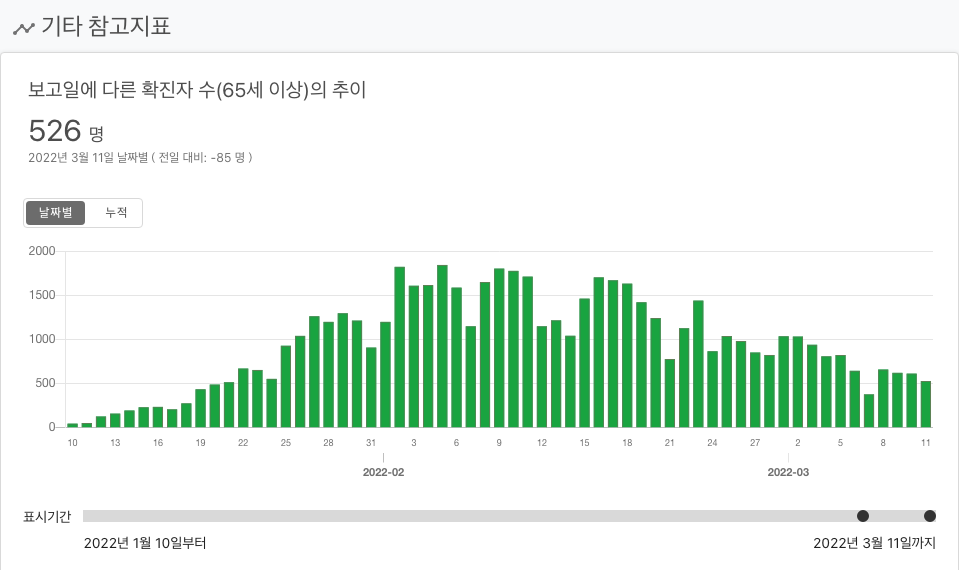 기타 참고지표
보고일에 다른 확진자 수(65세 이상)의 추이
526 명
2022년 3월 11일 날짜별 ( 전일 대비: -85 명 )
날짜별 누적
2000
1500
1000
500
0
10 13 16 19 22 25 28 31 3 6 9 12 15 18 21 24 27 2 5 8 11
2022-02 2022-03
표시기간
2022년 1월 10일부터 2022년 3월 11일까지